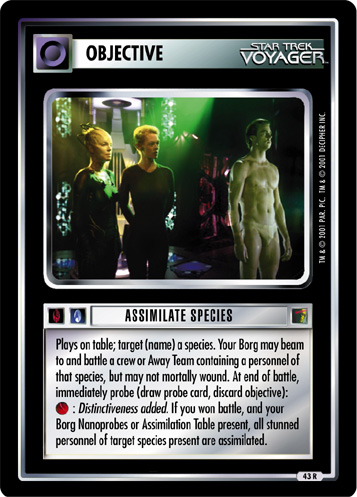 OBJECTIVE
STAR TREK
VOYAGER™
TM & © 2001 PAR. PIC. TM & © 2001 DECIPHER INC.
ASSIMILATE SPECIES
Plays on table; target (name) a species. Your Borg may beam
to and battle a crew or Away Team containing a personnel of
that species, but may not mortally wound. At end of battle,
immediately probe (draw probe card, discard objective):
: Distinctiveness added. If you won battle, and your
Borg Nanoprobes or Assimilation Table present, all stunned
personnel of target species present are assimilated.
43 R